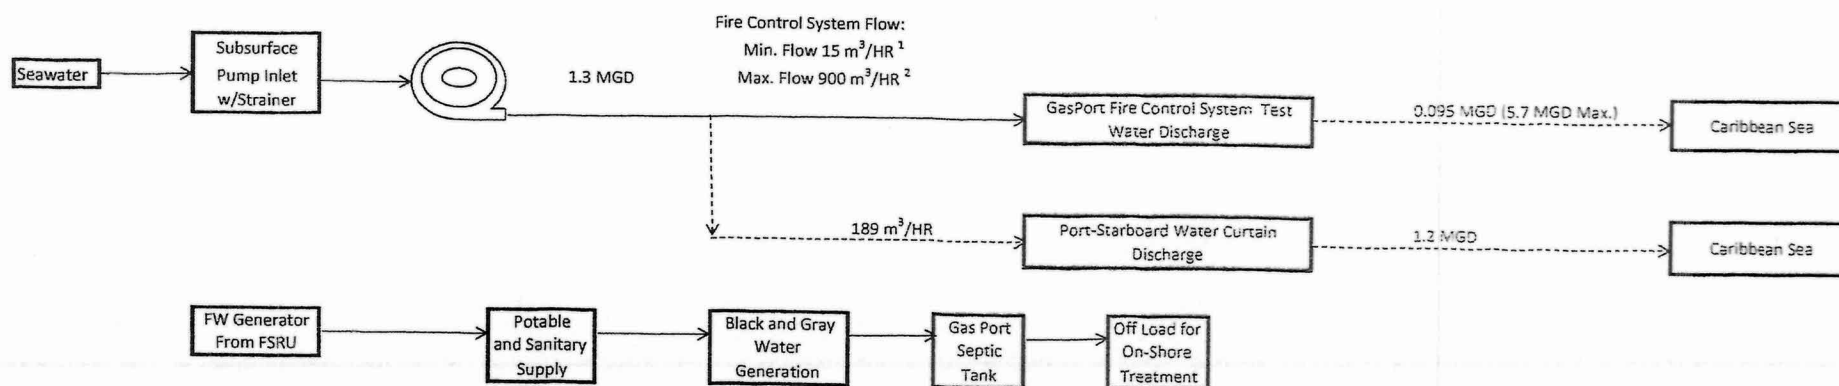 Fire Control System Flow:
Min. Flow 15 m³/HR ¹
Max. Flow 900 m³/HR ²
Seawater
Subsurface
Pump Inlet
w/Strainer
1.3 MGD
GasPort Fire Control System Test
Water Discharge
0.095 MGD (5.7 MGD Max.)
Caribbean Sea
189 m³/HR
Port-Starboard Water Curtain
Discharge
1.2 MGD
Caribbean Sea
FW Generator
From FSRU
Potable
and Sanitary
Supply
Black and Gray
Water
Generation
Gas Port
Septic
Tank
Off Load for
On-Shore
Treatment